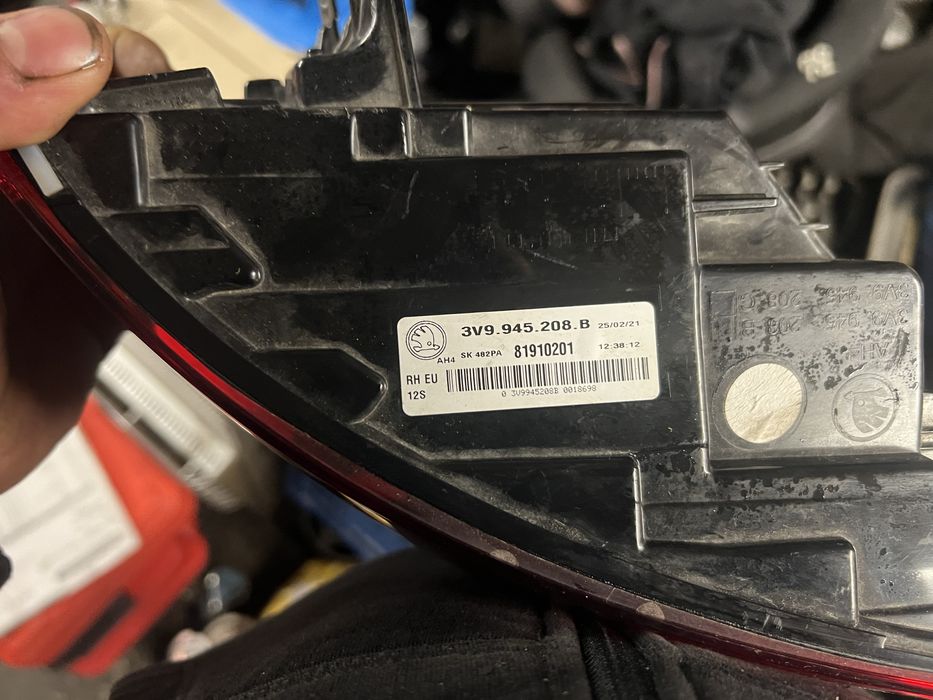 3V9.945.208.B 25/02/21
AH4 SK 482PA 81910201 12:38:12
RH EU
12S
0 3V9945208B 0018698